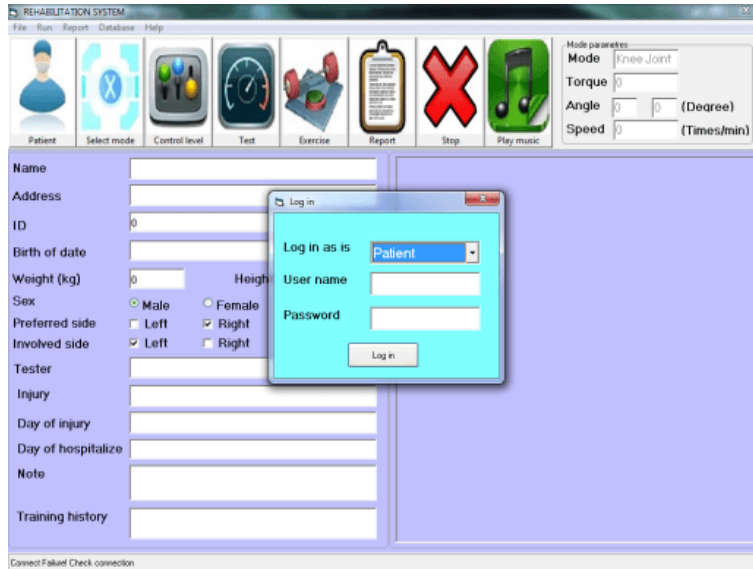 REHABILITATION SYSTEM
File Run Report Database Help
Patient Select mode Control level Test Exercise Report Stop Play music
Mode parametres
Mode Knee Joint
Torque 0
Angle 0 0 (Degree)
Speed 0 (Times/min)
Name
Address
ID 0
Birth of date
Weight (kg) 0 Heigh
Sex Male Female
Preferred side Left Right
Involved side Left Right
Tester
Injury
Day of injury
Day of hospitalize
Note
Training history
Log in
Log in as is Patient
User name
Password
Log in
Connect Failure! Check connection